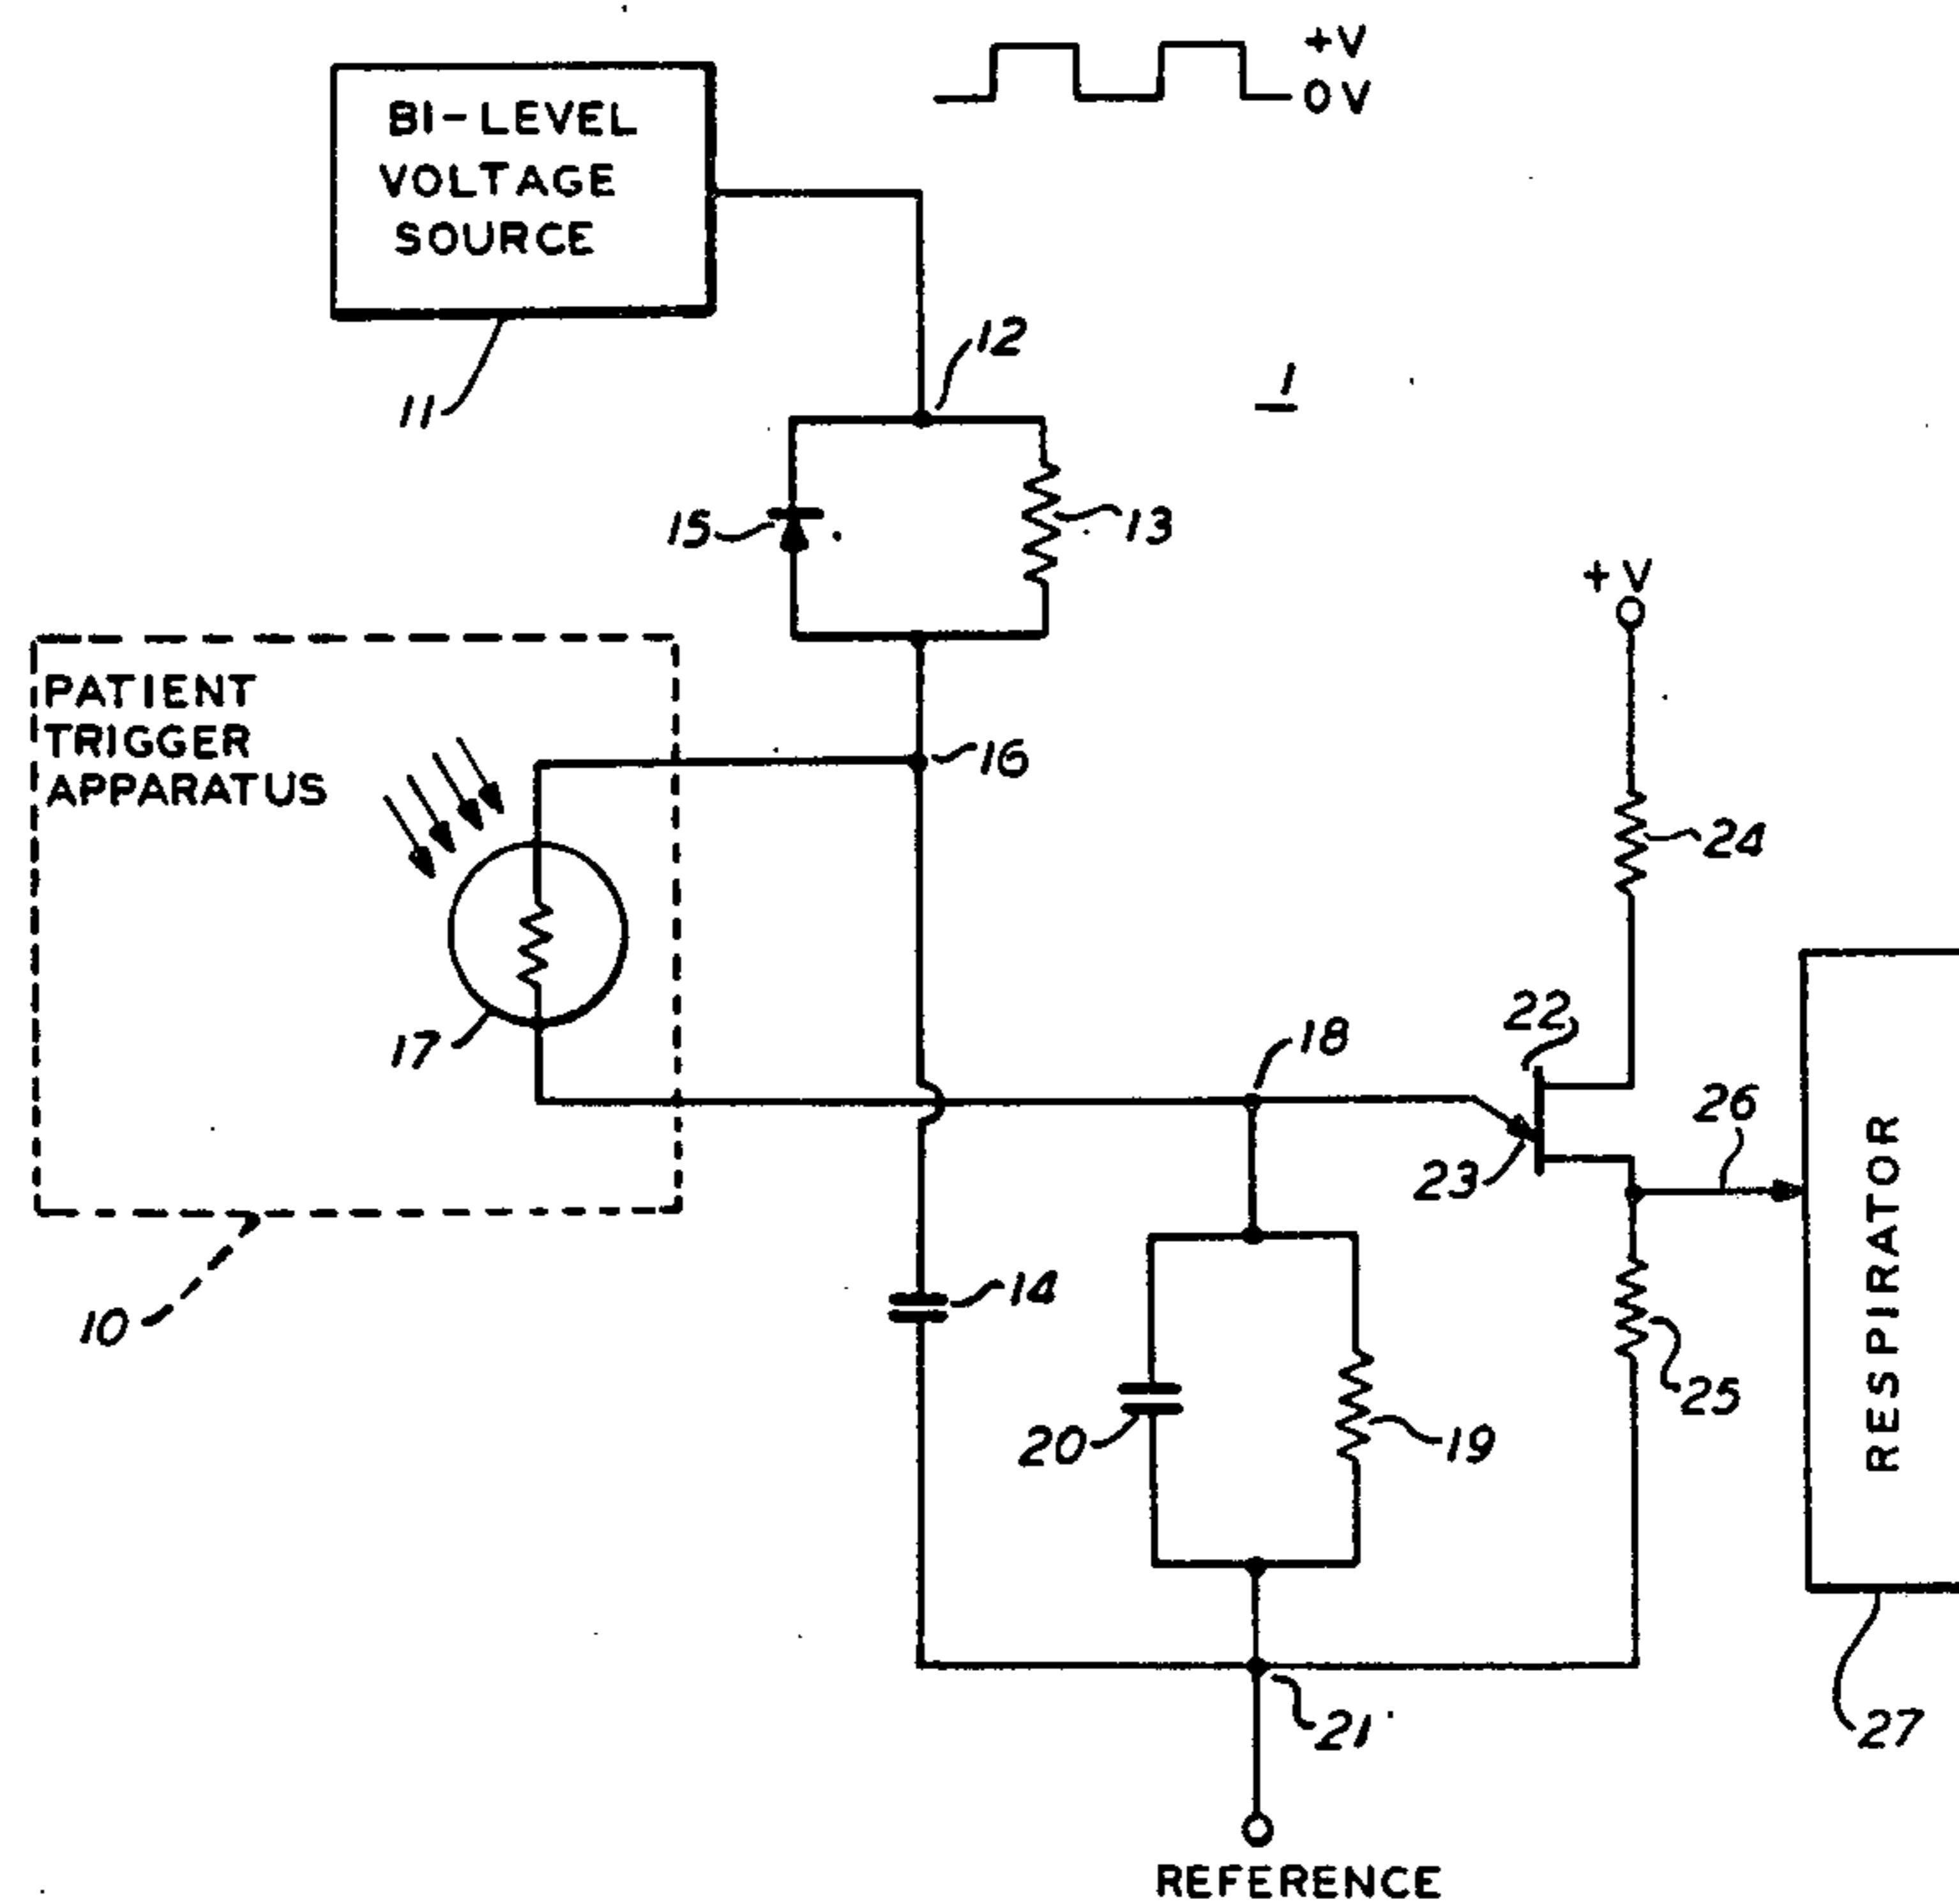 +V
0V
BI-LEVEL
VOLTAGE
SOURCE
11
12
1
15
13
+V
PATIENT
TRIGGER
APPARATUS
16
24
17
18
22
23
26
RESPIRATOR
10
14
20
19
25
21
27
REFERENCE